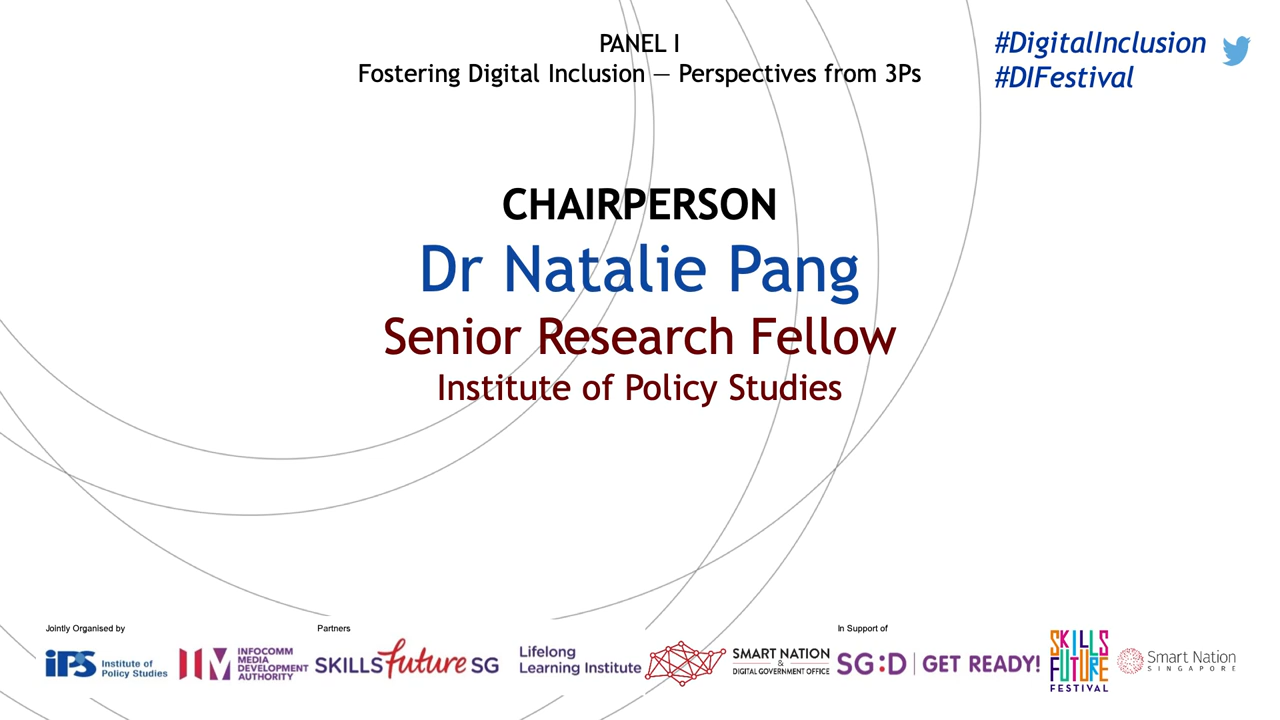 PANEL I
Fostering Digital Inclusion — Perspectives from 3Ps
#DigitalInclusion
#DIFestival
CHAIRPERSON
Dr Natalie Pang
Senior Research Fellow
Institute of Policy Studies
Jointly Organised by
Partners
In Support of
iPS
Institute of
Policy Studies
INFOCOMM
MEDIA
DEVELOPMENT
AUTHORITY
SKILLSfuture SG
Lifelong
Learning Institute
SMART NATION
&
DIGITAL GOVERNMENT OFFICE
SG:D | GET READY!
SKILLS
FUTURE
FESTIVAL
Smart Nation
SINGAPORE